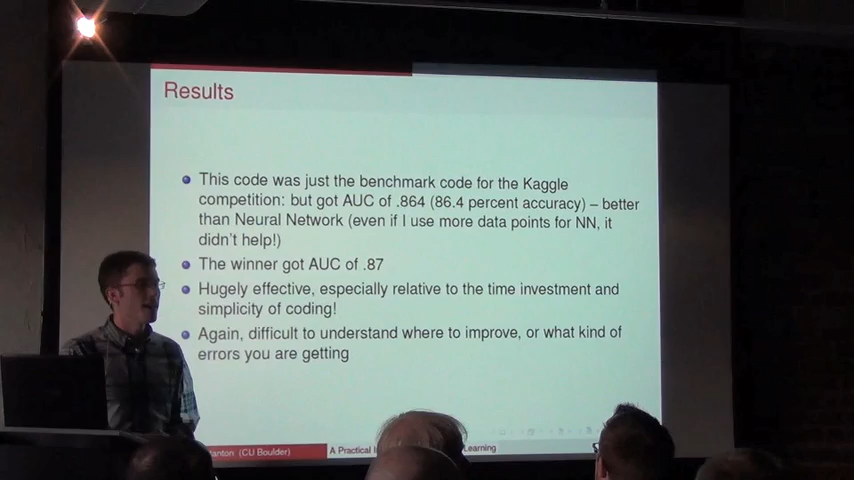 Results
This code was just the benchmark code for the Kaggle
competition: but got AUC of .864 (86.4 percent accuracy) – better
than Neural Network (even if I use more data points for NN, it
didn't help!)
The winner got AUC of .87
Hugely effective, especially relative to the time investment and
simplicity of coding!
Again, difficult to understand where to improve, or what kind of
errors you are getting
(CU Boulder) A Practical Learning